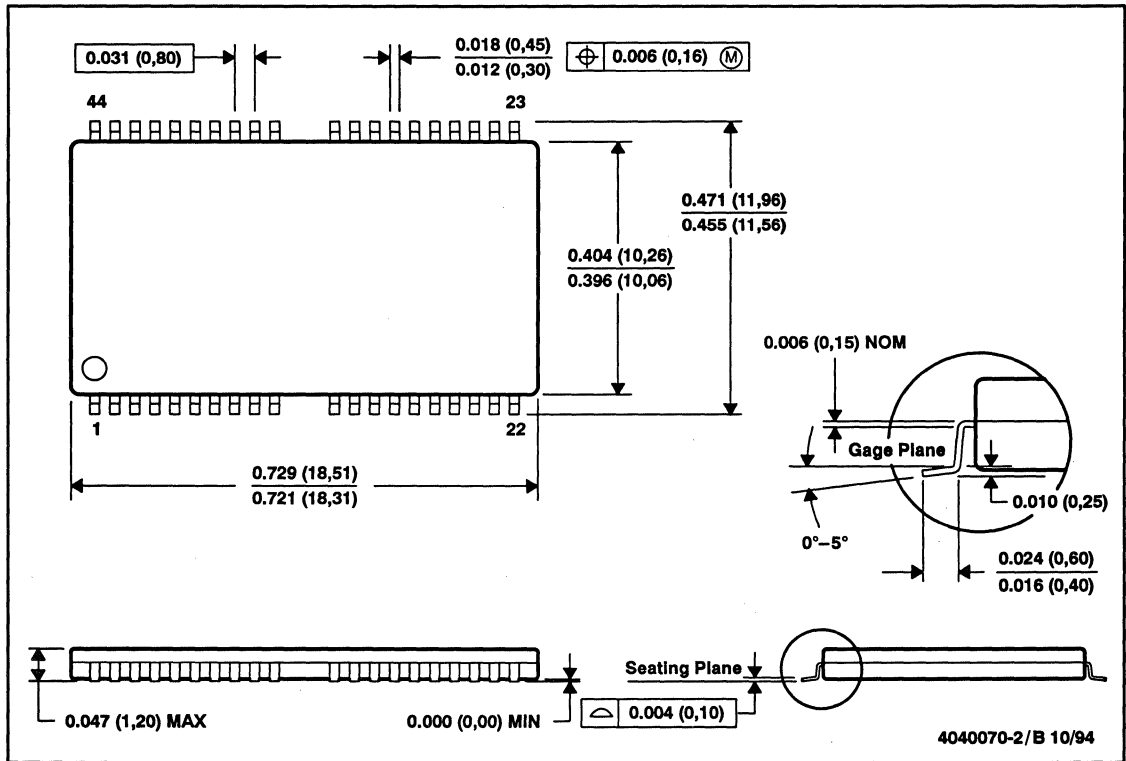 0.031 (0,80)
0.018 (0,45)
0.012 (0,30)
⌖ 0.006 (0,16) Ⓜ
44
23
0.471 (11,96)
0.455 (11,56)
0.404 (10,26)
0.396 (10,06)
1
22
0.729 (18,51)
0.721 (18,31)
0.006 (0,15) NOM
Gage Plane
0.010 (0,25)
0°–5°
0.024 (0,60)
0.016 (0,40)
0.047 (1,20) MAX
0.000 (0,00) MIN
Seating Plane
⌓ 0.004 (0,10)
4040070-2/B 10/94